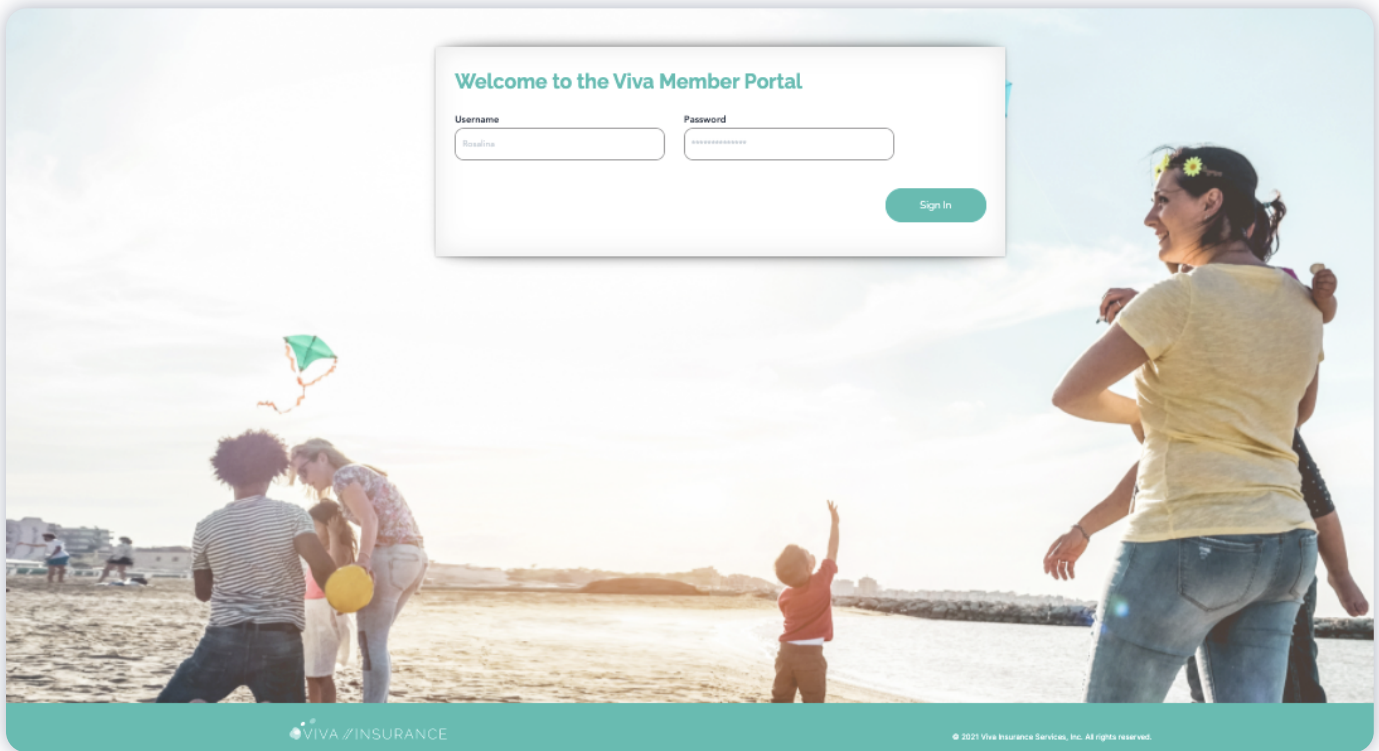 Welcome to the Viva Member Portal
Username
Password
Rosalina
**************
Sign In
VIVA //INSURANCE
© 2021 Viva Insurance Services, Inc. All rights reserved.